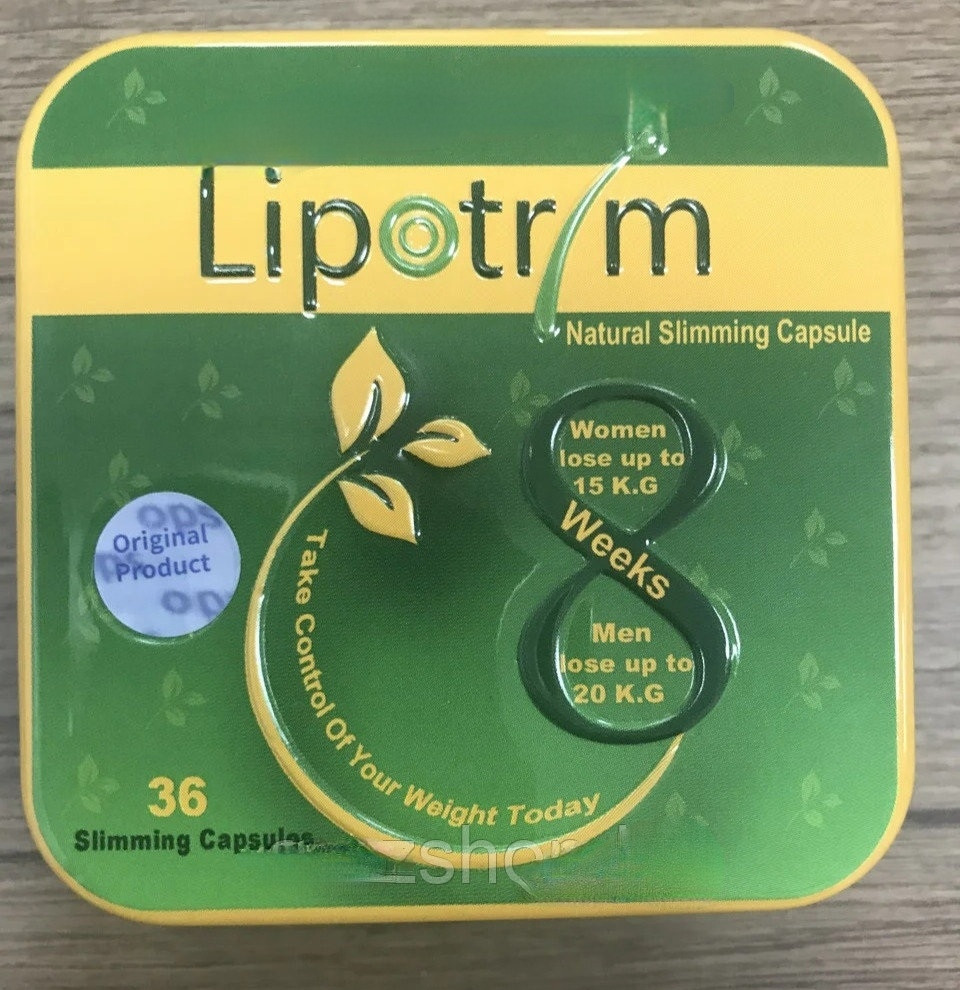 Lipotrim
Natural Slimming Capsule
Women
lose up to
15 K.G
Weeks
8
Men
lose up to
20 K.G
Original
Product
Take Control Of Your Weight Today
36
Slimming Capsules